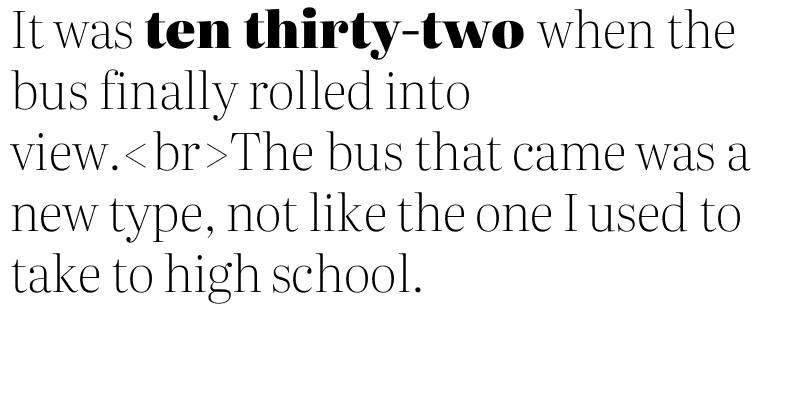 It was ten thirty-two when the
bus finally rolled into
view.<br>The bus that came was a
new type, not like the one I used to
take to high school.